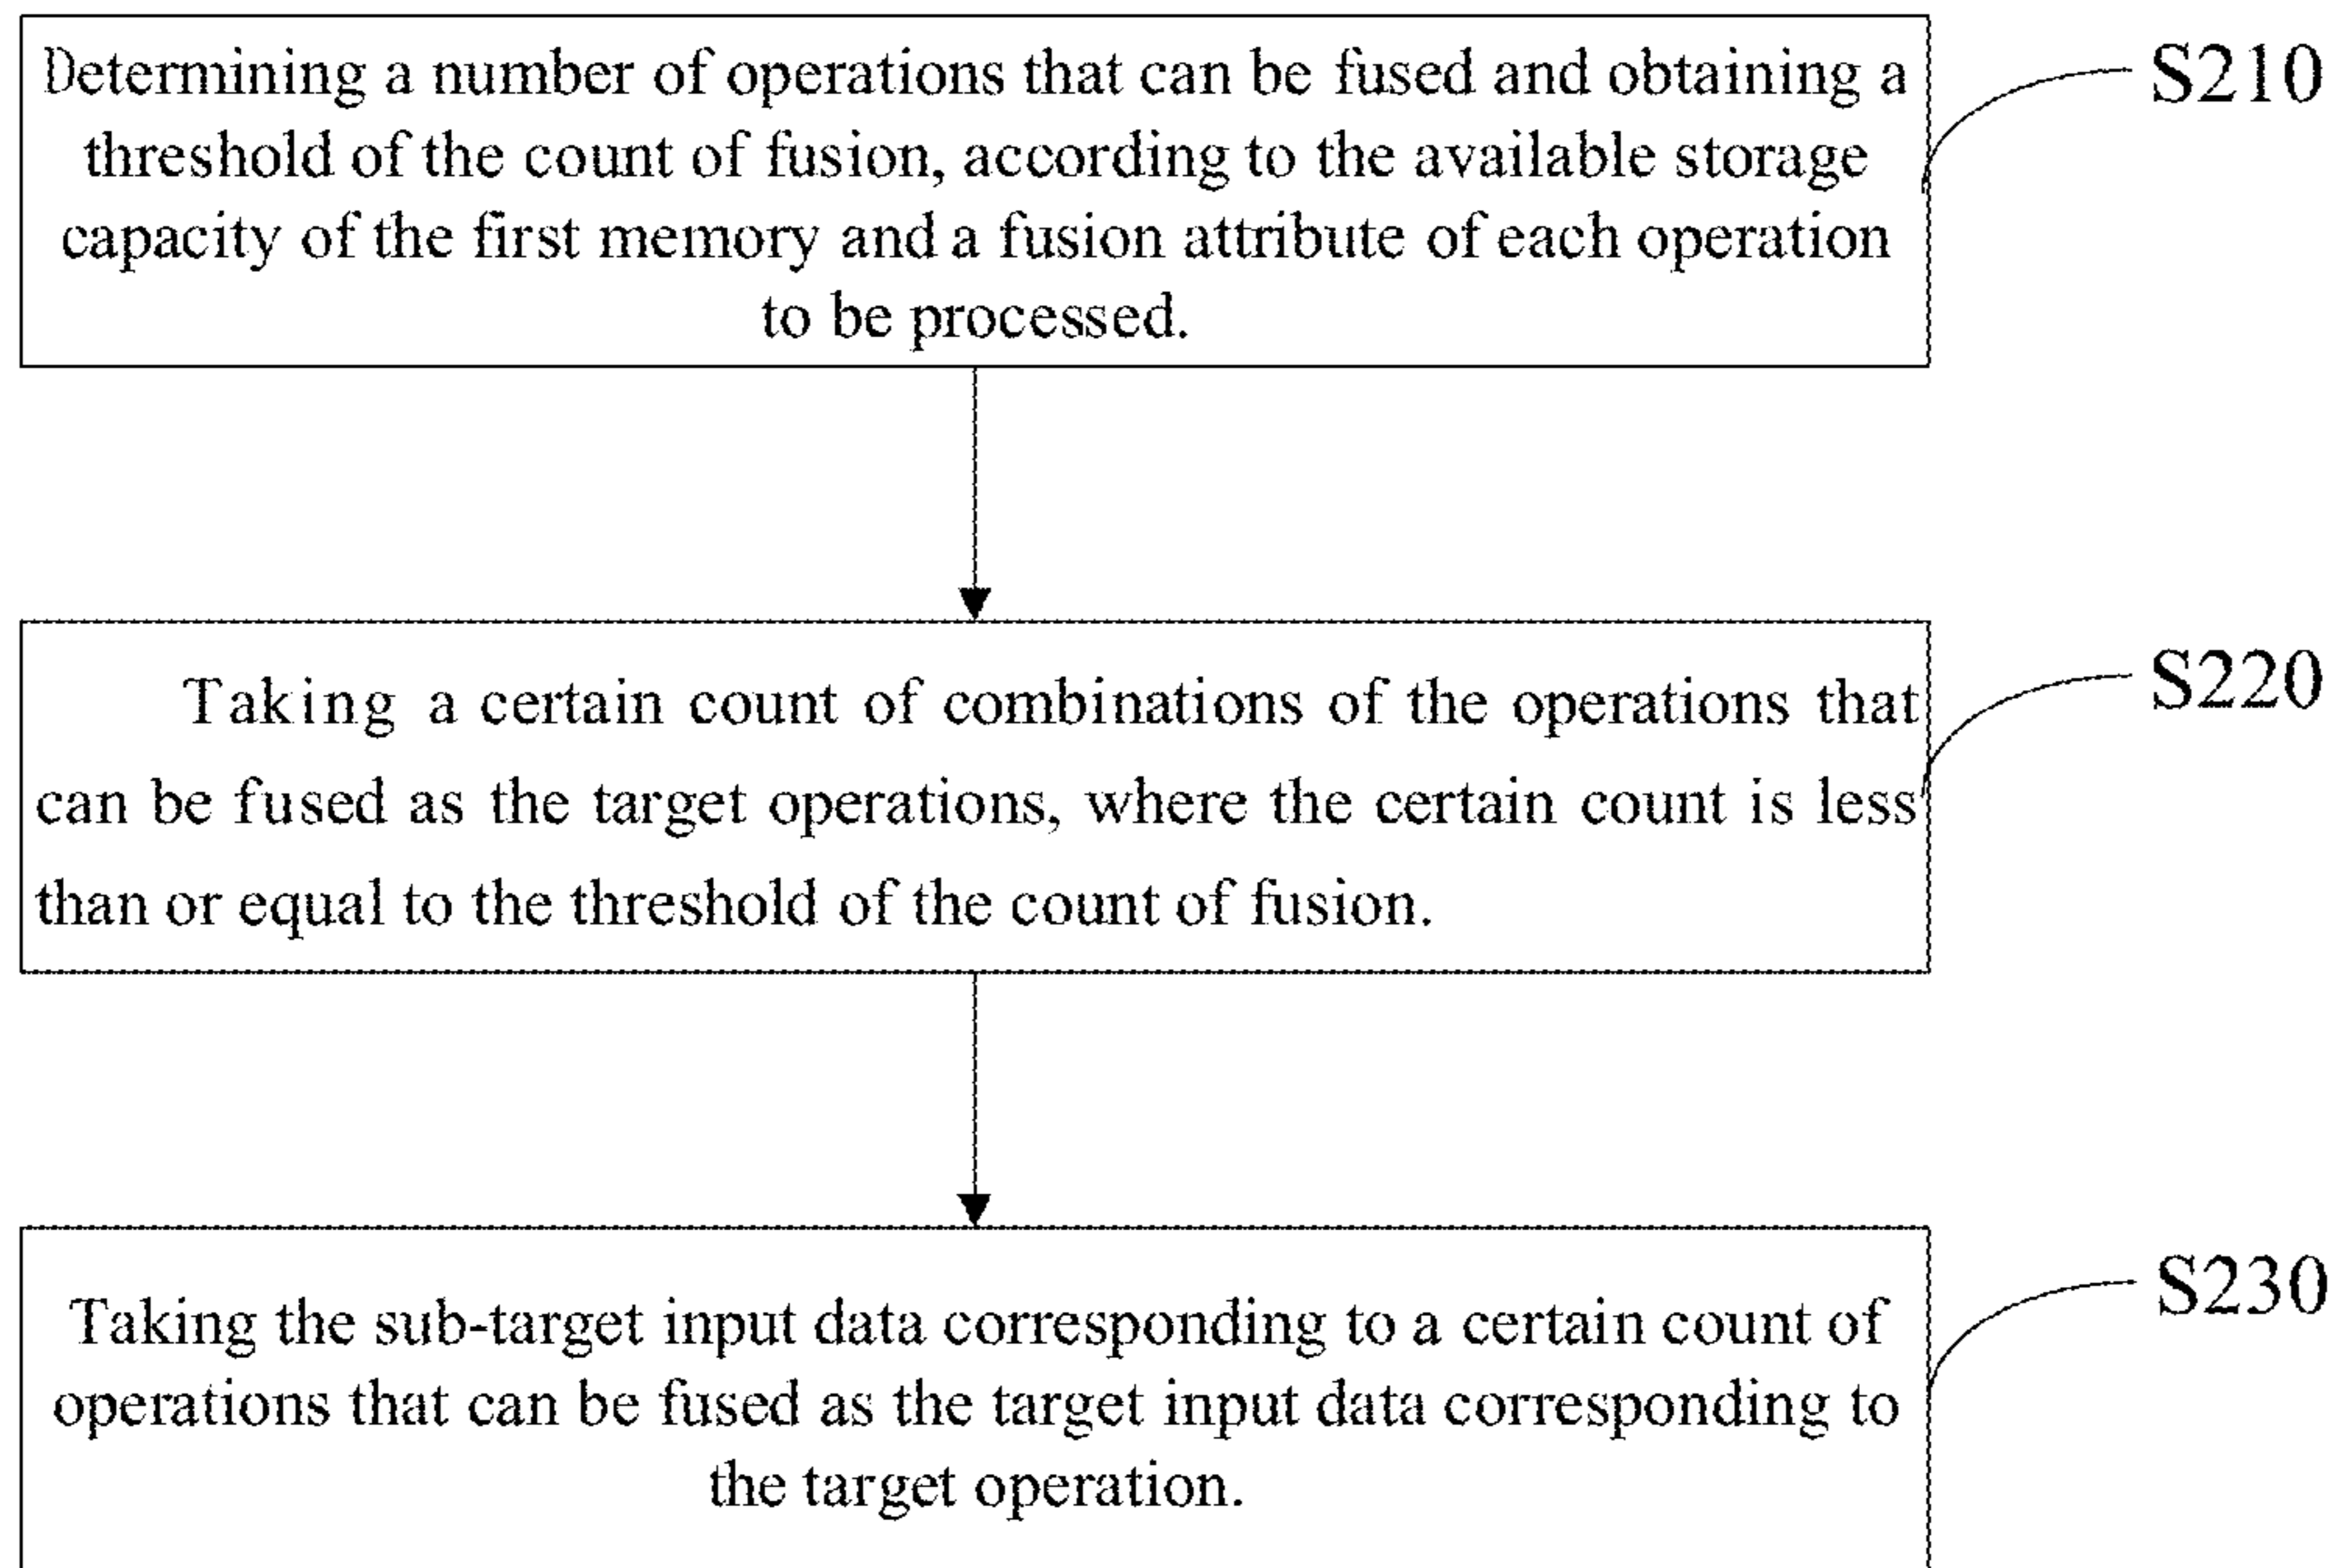 Determining a number of operations that can be fused and obtaining a
threshold of the count of fusion, according to the available storage
capacity of the first memory and a fusion attribute of each operation
to be processed.
S210
Taking a certain count of combinations of the operations that
can be fused as the target operations, where the certain count is less
than or equal to the threshold of the count of fusion.
S220
Taking the sub-target input data corresponding to a certain count of
operations that can be fused as the target input data corresponding to
the target operation.
S230